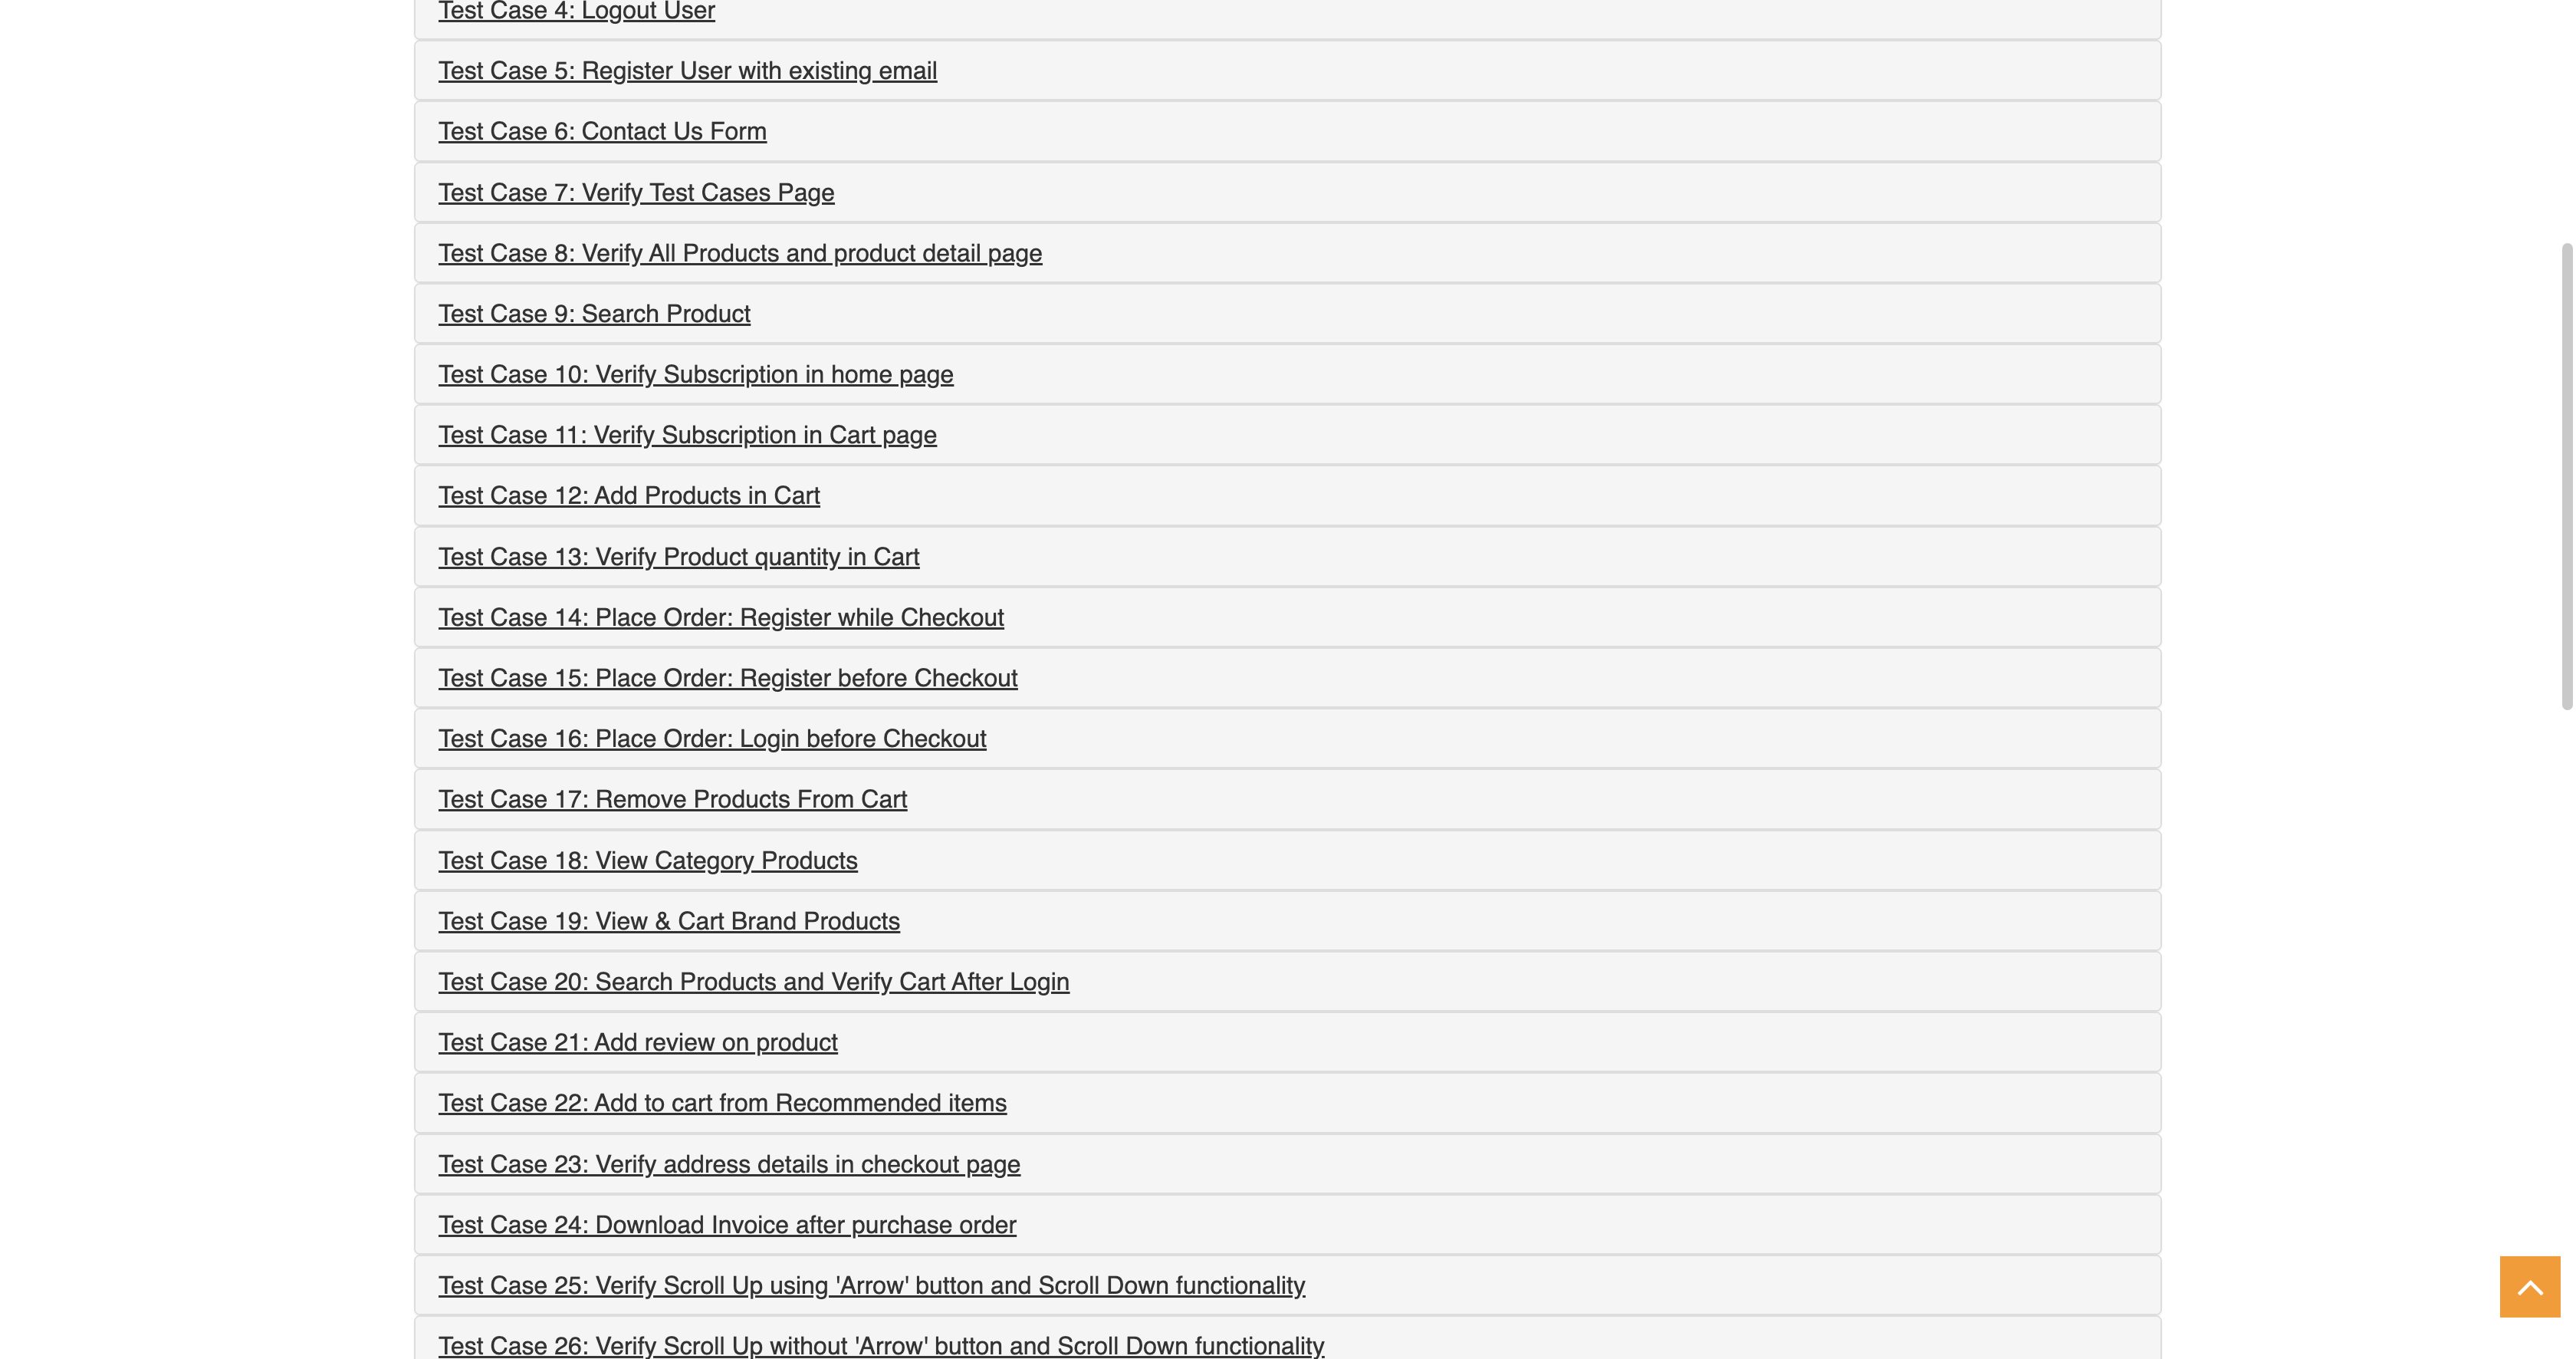 Test Case 4: Logout User
Test Case 5: Register User with existing email
Test Case 6: Contact Us Form
Test Case 7: Verify Test Cases Page
Test Case 8: Verify All Products and product detail page
Test Case 9: Search Product
Test Case 10: Verify Subscription in home page
Test Case 11: Verify Subscription in Cart page
Test Case 12: Add Products in Cart
Test Case 13: Verify Product quantity in Cart
Test Case 14: Place Order: Register while Checkout
Test Case 15: Place Order: Register before Checkout
Test Case 16: Place Order: Login before Checkout
Test Case 17: Remove Products From Cart
Test Case 18: View Category Products
Test Case 19: View & Cart Brand Products
Test Case 20: Search Products and Verify Cart After Login
Test Case 21: Add review on product
Test Case 22: Add to cart from Recommended items
Test Case 23: Verify address details in checkout page
Test Case 24: Download Invoice after purchase order
Test Case 25: Verify Scroll Up using 'Arrow' button and Scroll Down functionality
Test Case 26: Verify Scroll Up without 'Arrow' button and Scroll Down functionality